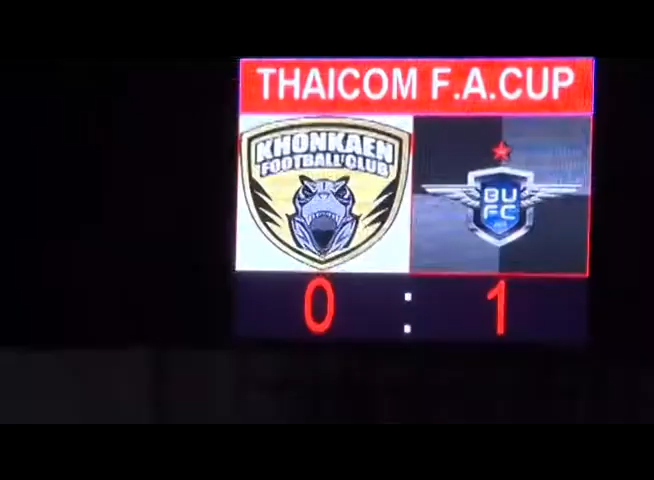 THAICOM F.A.CUP
KHONKAEN
FOOTBALL CLUB
BU
FC
0 : 1